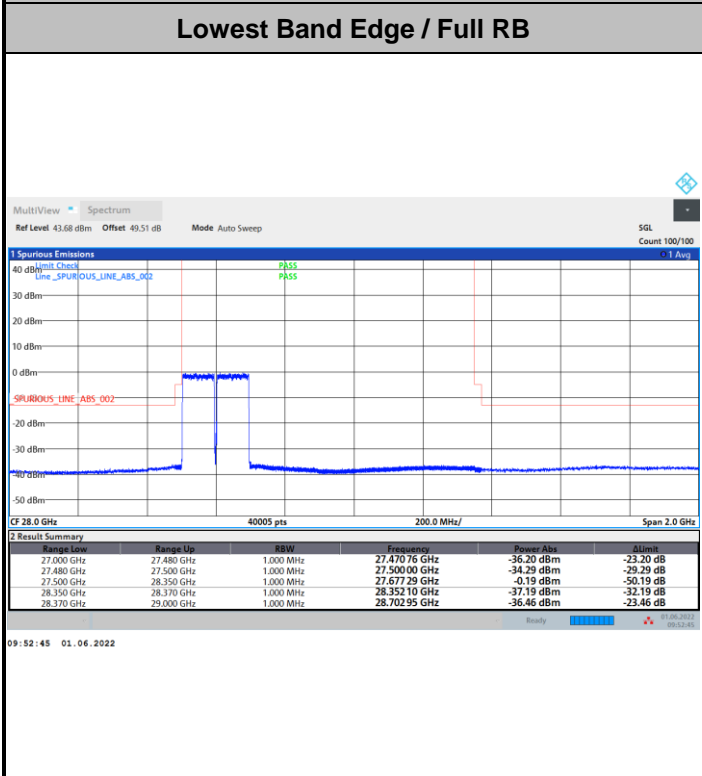 Lowest Band Edge / Full RB
MultiView Spectrum
Ref Level 43.68 dBm Offset 49.51 dB Mode Auto Sweep SGL
Count 100/100
1 Spurious Emissions 1 Avg
Limit Check PASS
40 dBm
Line _SPURIOUS_LINE_ABS_002 PASS
30 dBm
20 dBm
10 dBm
0 dBm
_SPURIOUS_LINE_ABS_002
-20 dBm
-30 dBm
-40 dBm
-50 dBm
CF 28.0 GHz 40005 pts 200.0 MHz/ Span 2.0 GHz
2 Result Summary
Range Low Range Up RBW Frequency Power Abs ΔLimit
27.000 GHz 27.480 GHz 1.000 MHz 27.470 76 GHz -36.20 dBm -23.20 dB
27.480 GHz 27.500 GHz 1.000 MHz 27.500 00 GHz -34.29 dBm -29.29 dB
27.500 GHz 28.350 GHz 1.000 MHz 27.677 29 GHz -0.19 dBm -50.19 dB
28.350 GHz 28.370 GHz 1.000 MHz 28.352 10 GHz -37.19 dBm -32.19 dB
28.370 GHz 29.000 GHz 1.000 MHz 28.702 95 GHz -36.46 dBm -23.46 dB
Ready 01.06.2022
09:52:45
09:52:45 01.06.2022